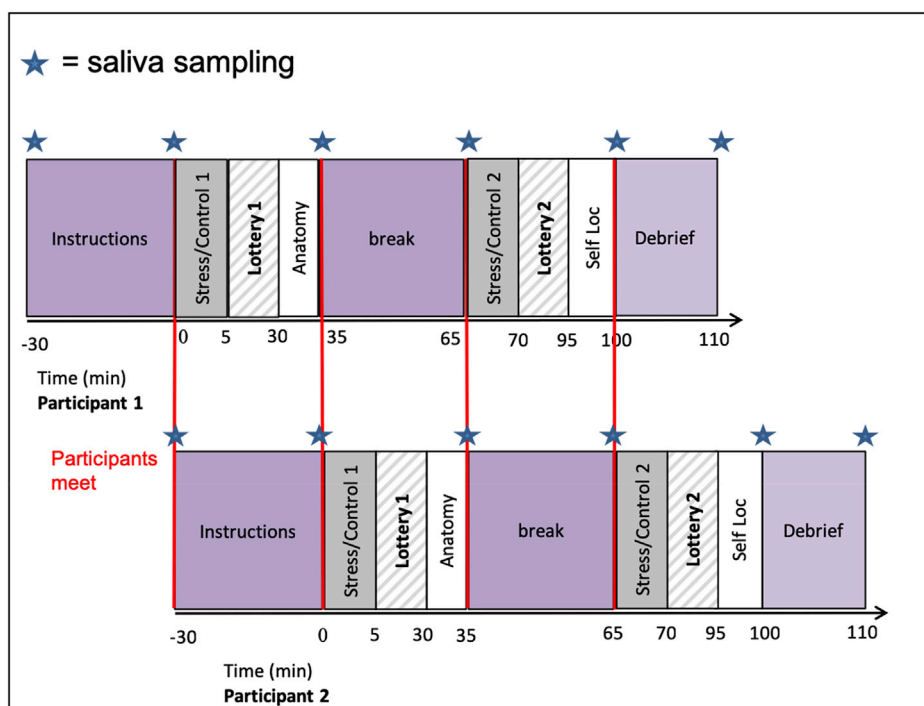 = saliva sampling
Instructions
Stress/Control 1
Lottery 1
Anatomy
break
Stress/Control 2
Lottery 2
Self Loc
Debrief
-30 0 5 30 35 65 70 95 100 110
Time (min)
Participant 1
Participants
meet
Instructions
Stress/Control 1
Lottery 1
Anatomy
break
Stress/Control 2
Lottery 2
Self Loc
Debrief
-30 0 5 30 35 65 70 95 100 110
Time (min)
Participant 2